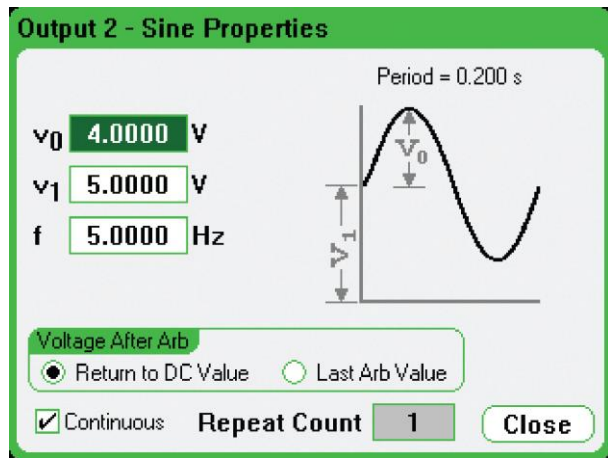 Output 2 - Sine Properties
Period = 0.200 s
v0 4.0000 V
v1 5.0000 V
f 5.0000 Hz
V0
V1
Voltage After Arb
Return to DC Value Last Arb Value
Continuous Repeat Count 1 Close